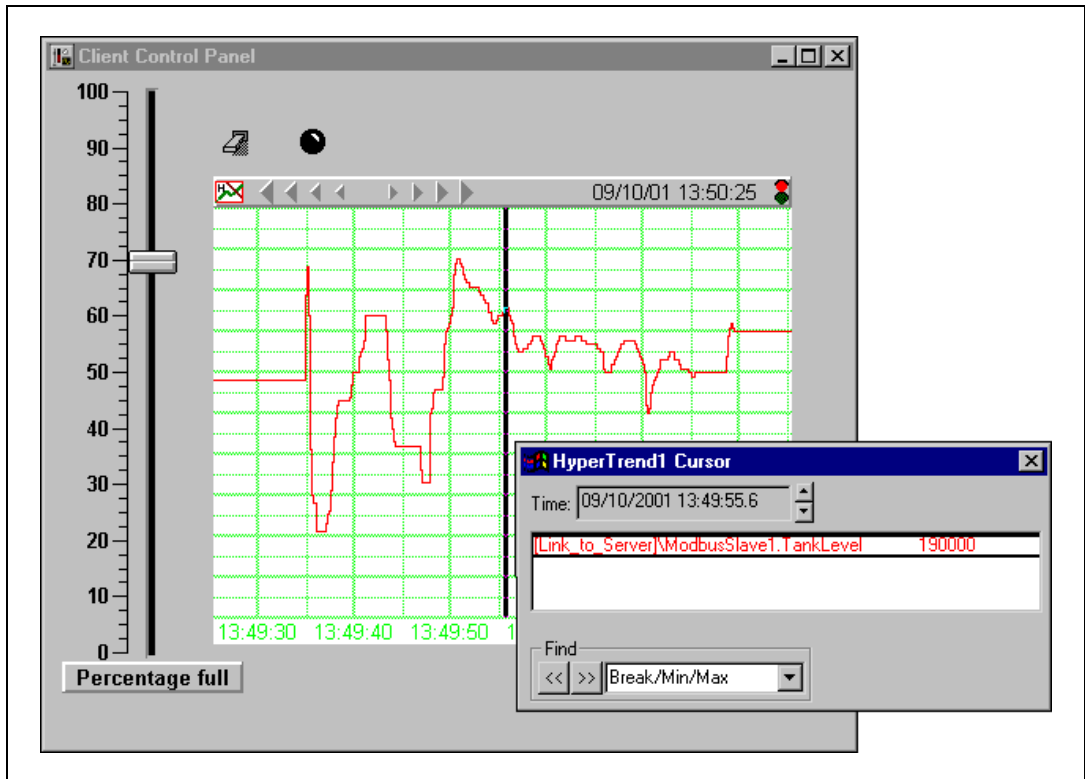 Client Control Panel
100
90
80
70
60
50
40
30
20
10
0
H
09/10/01 13:50:25
13:49:30 13:49:40 13:49:50 1
Percentage full
HyperTrend1 Cursor
Time: 09/10/2001 13:49:55.6
[Link_to_Server]\ModbusSlave1.TankLevel 190000
Find
<< >> Break/Min/Max